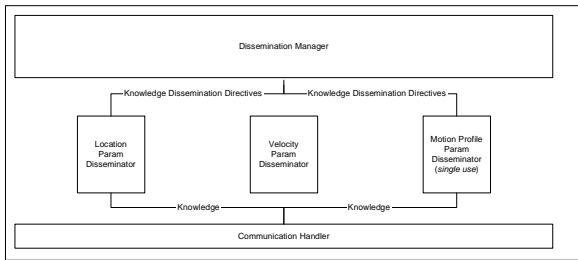 Dissemination Manager
Knowledge Dissemination Directives
Knowledge Dissemination Directives
Location
Param
Disseminator
Velocity
Param
Disseminator
Motion Profile
Param
Disseminator
(single use)
Knowledge
Knowledge
Communication Handler